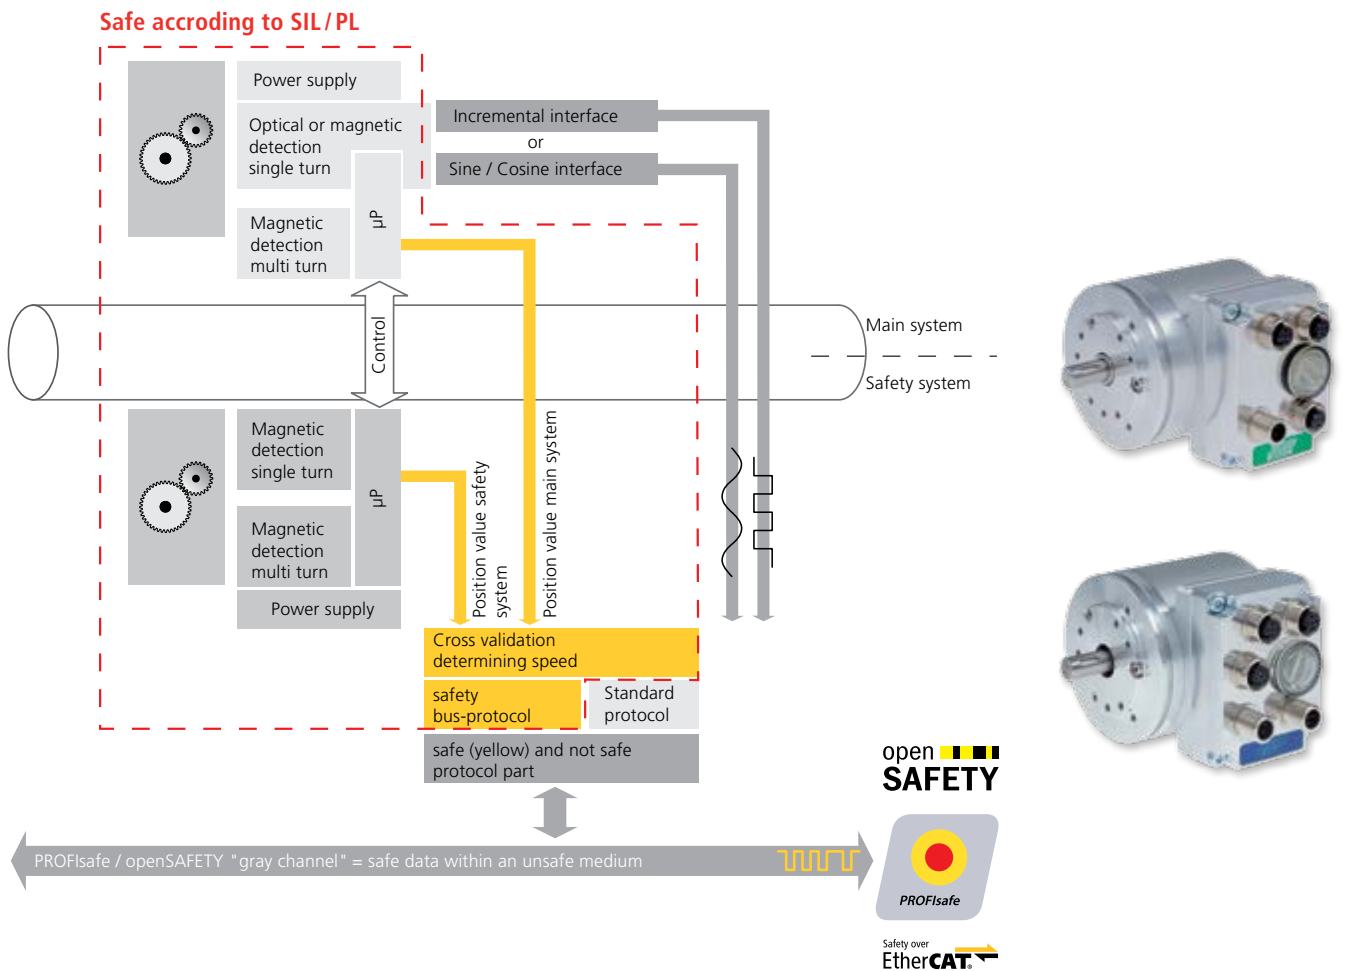 Safe accroding to SIL / PL
Power supply
Optical or magnetic
detection
single turn
Incremental interface
or
Sine / Cosine interface
µP
Magnetic
detection
multi turn
Control
Main system
Safety system
Magnetic
detection
single turn
µP
Magnetic
detection
multi turn
Power supply
Position value safety
system
Position value main system
Cross validation
determining speed
safety
bus-protocol
Standard
protocol
safe (yellow) and not safe
protocol part
PROFIsafe / openSAFETY "gray channel" = safe data within an unsafe medium
open
SAFETY
PROFIsafe
Safety over
EtherCAT®